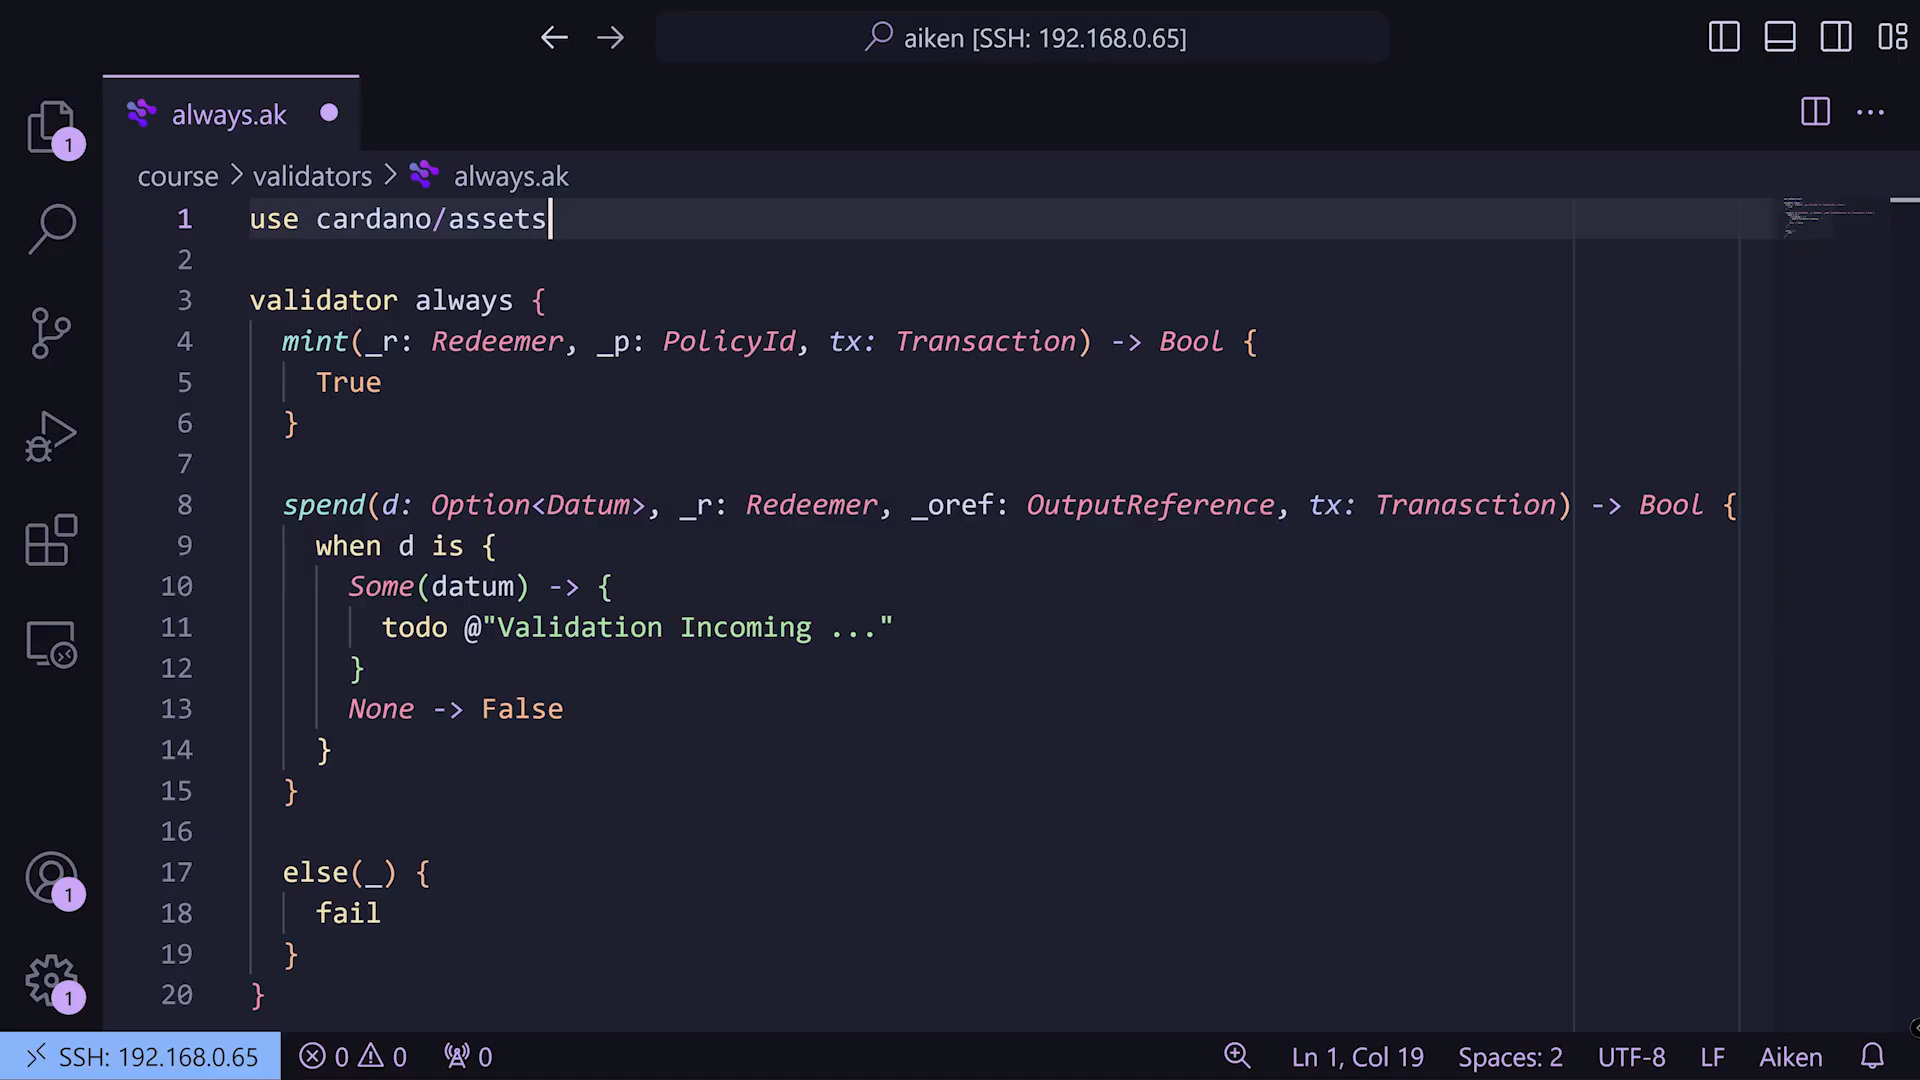 aiken [SSH: 192.168.0.65]
always.ak
1
course > validators > always.ak
1 use cardano/assets
2
3 validator always {
4 mint(_r: Redeemer, _p: PolicyId, tx: Transaction) -> Bool {
5 True
6 }
7
8 spend(d: Option<Datum>, _r: Redeemer, _oref: OutputReference, tx: Tranasction) -> Bool {
9 when d is {
10 Some(datum) -> {
11 todo @"Validation Incoming ..."
12 }
13 None -> False
14 }
15 }
16
17 else(_) {
18 fail
19 }
20 }
1
1
SSH: 192.168.0.65 0 0 0 Ln 1, Col 19 Spaces: 2 UTF-8 LF Aiken